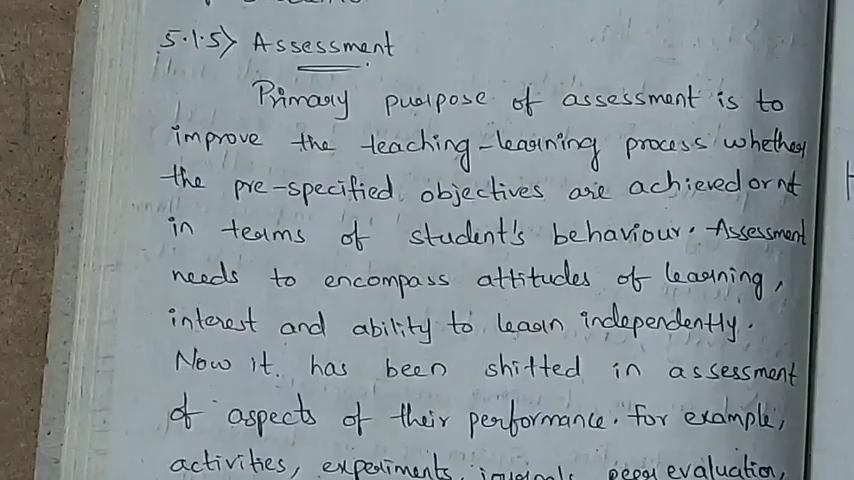 5.1.5) Assessment
Primary purpose of assessment is to
improve the teaching-learning process whether
the pre-specified objectives are achieved or nt
in terms of student's behaviour. Assessment
needs to encompass attitudes of learning,
interest and ability to learn independently.
Now it has been shifted in assessment
of aspects of their performance. For example,
activities, experiments, journals, peer evaluation,